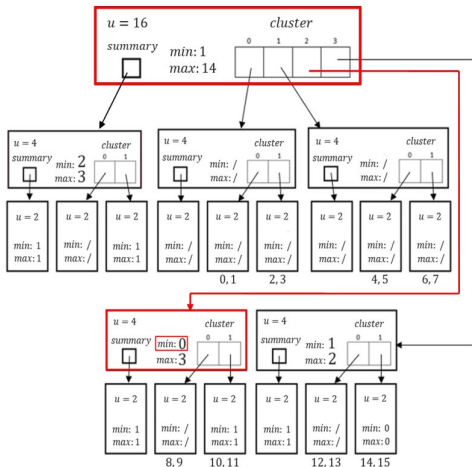 u = 16
cluster
summary
min: 1
max: 14
0 1 2 3
u = 4
summary
min: 2
max: 3
cluster
0 1
u = 4
summary
min: /
max: /
cluster
0 1
u = 4
summary
min: /
max: /
cluster
0 1
u = 2
min: 1
max: 1
u = 2
min: /
max: /
u = 2
min: 1
max: 1
u = 2
min: /
max: /
u = 2
min: /
max: /
0, 1
u = 2
min: /
max: /
2, 3
u = 2
min: /
max: /
u = 2
min: /
max: /
4, 5
u = 2
min: /
max: /
6, 7
u = 4
summary
min: 0
max: 3
cluster
0 1
u = 4
summary
min: 1
max: 2
cluster
0 1
u = 2
min: 1
max: 1
u = 2
min: /
max: /
8, 9
u = 2
min: 1
max: 1
10, 11
u = 2
min: 1
max: 1
u = 2
min: /
max: /
12, 13
u = 2
min: 0
max: 0
14, 15